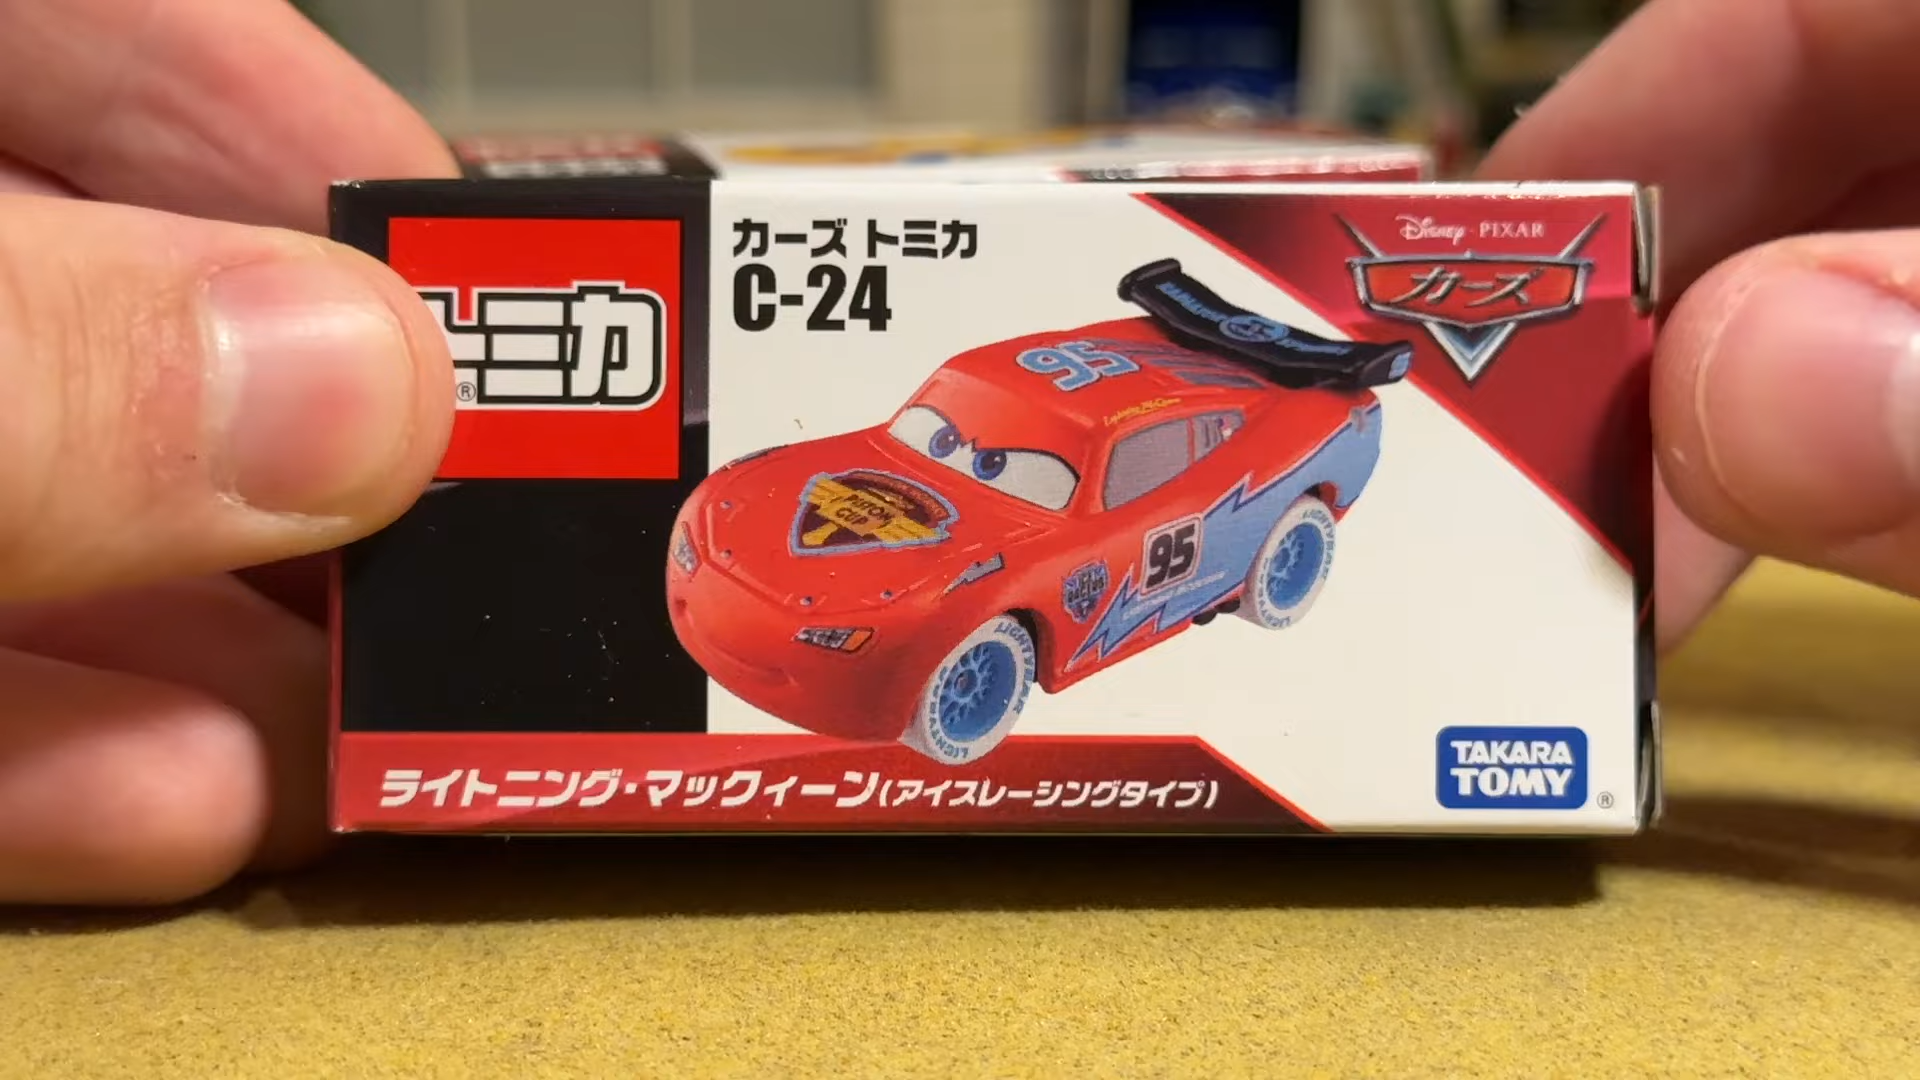 トミカ
®
カーズ トミカ
C-24
Disney · PIXAR
カーズ
95
PISTON
CUP
95
LIGHTYEAR
LIGHTYEAR
ライトニング・マックィーン(アイスレーシングタイプ)
TAKARA
TOMY
®